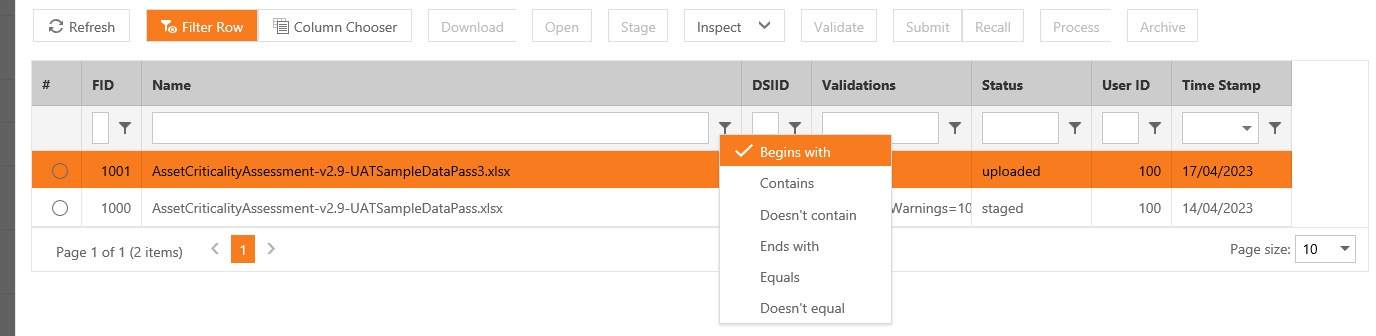 Refresh Filter Row Column Chooser Download Open Stage Inspect Validate Submit Recall Process Archive
# FID Name DSIID Validations Status User ID Time Stamp
Begins with
1001 AssetCriticalityAssessment-v2.9-UATSampleDataPass3.xlsx uploaded 100 17/04/2023
Contains
1000 AssetCriticalityAssessment-v2.9-UATSampleDataPass.xlsx Warnings=10 staged 14/04/2023 100
Doesn't contain
Page 1 of 1 (2 items) 1 Page size: 10
Ends with
Equals
Doesn't equal